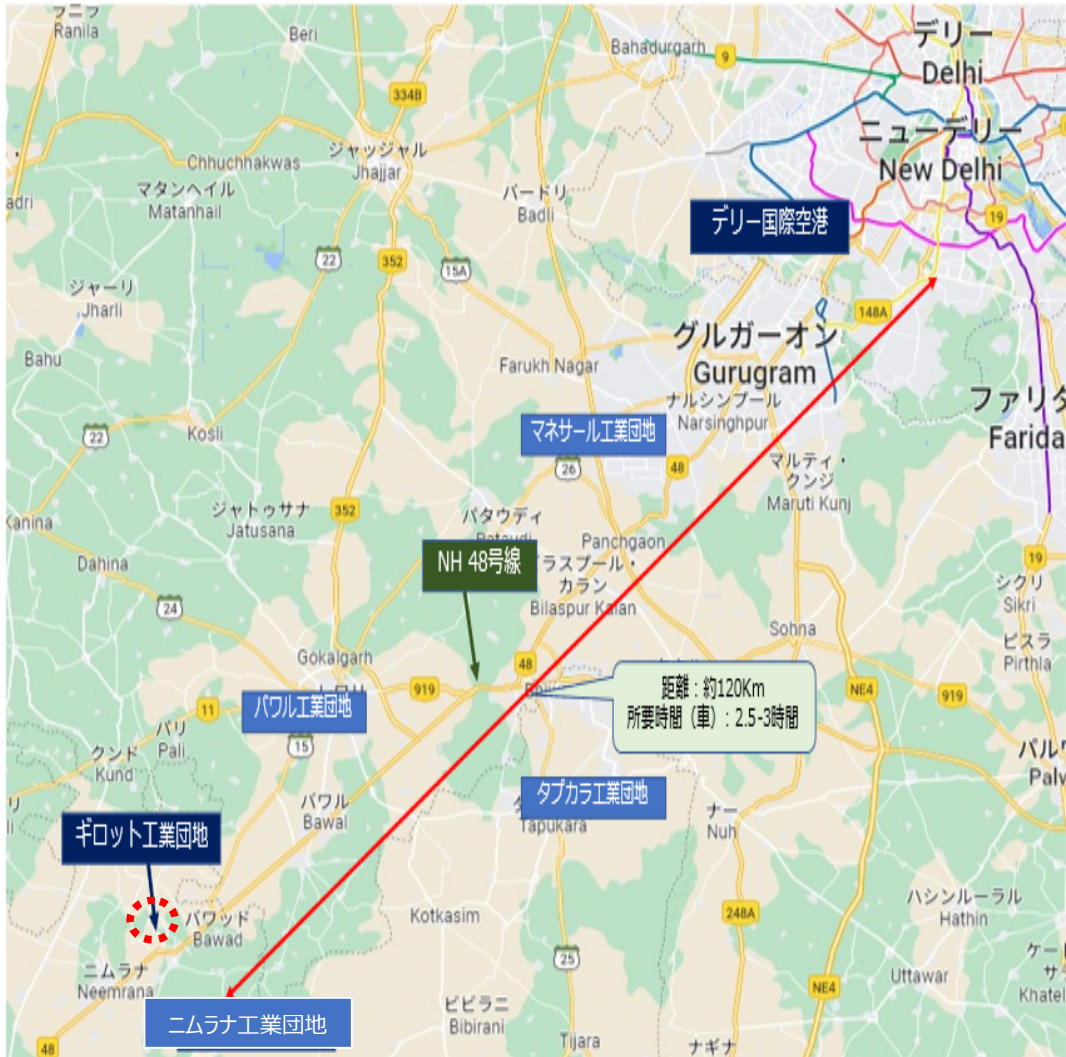 ラニラ
Ranila
Beri
Bahadurgarh
9
デリー
Delhi
334B
ニューデリー
New Delhi
Chhuchhakwas
ジャッジャル
Jhajjar
マタンヘイル
Matanhail
バードリ
Badli
デリー国際空港
19
22
352
15A
ジャーリ
Jharli
148A
グルガーオン
Gurugram
Bahu
Farukh Nagar
ナルシンプール
Narsinghpur
ファリダ
Farida
マネサール工業団地
22
Kosli
26
48
マルティ・
クンジ
Maruti Kunj
ジャトゥサナ
Jatusana
352
パタウディ
Kanina
Panchgaon
NH 48号線
Dahina
ラスプール・
カラン
Bilaspur Kalan
19
シクリ
Sikri
24
Sohna
ピスラ
Pirthla
Gokalgarh
48
919
距離：約120Km
所要時間（車）：2.5-3時間
NE4
919
バワル工業団地
11
パリ
Pali
15
クンド
Kund
パルワ
Palw
バワル
Bawal
タプカラ工業団地
Tapukara
ナー
Nuh
ギロット工業団地
バワッド
Bawad
Kotkasim
248A
ハシンルーラル
Hathin
ニムラナ
Neemrana
25
Uttawar
NE4
ケー
サ
Khatel
ニムラナ工業団地
ビビラニ
Bibirani
48
Tijara
ナギナ